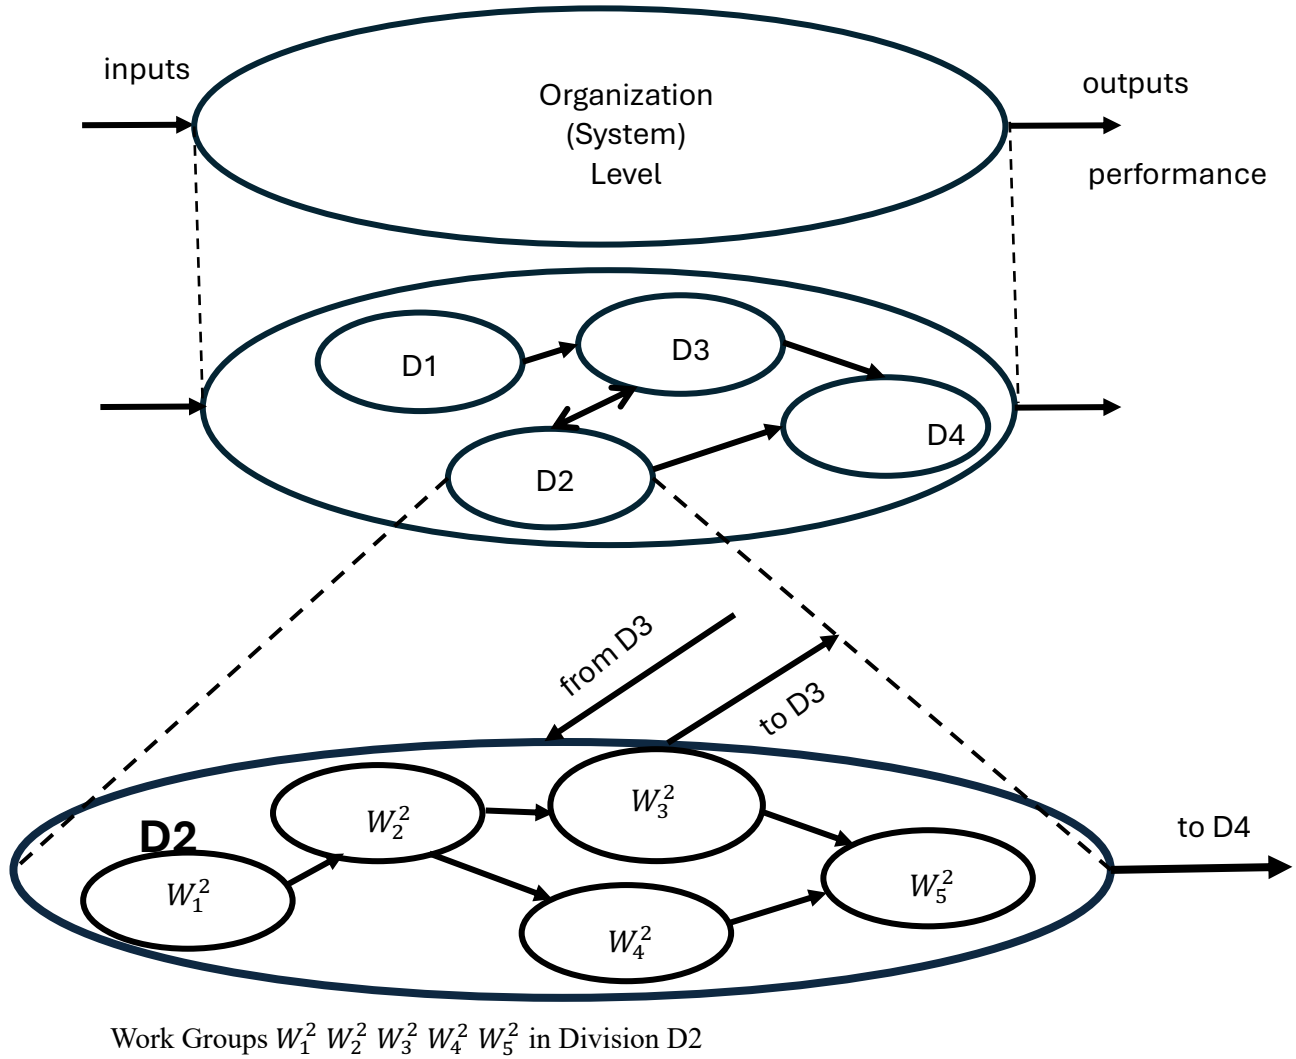 inputs
outputs
Organization
(System)
Level
performance
D1
D3
D4
D2
from D3
to D3
D2
W₁²
W₂²
W₃²
W₄²
W₅²
to D4
Work Groups W₁² W₂² W₃² W₄² W₅² in Division D2